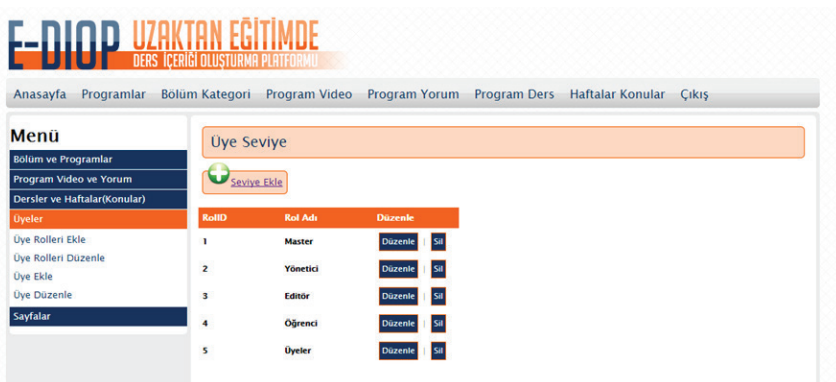 E-DIOP UZAKTAN EĞİTİMDE
DERS İÇERİĞİ OLUŞTURMA PLATFORMU
Anasayfa Programlar Bölüm Kategori Program Video Program Yorum Program Ders Haftalar Konular Çıkış
Menü
Bölüm ve Programlar
Program Video ve Yorum
Dersler ve Haftalar(Konular)
Üyeler
Üye Rolleri Ekle
Üye Rolleri Düzenle
Üye Ekle
Üye Düzenle
Sayfalar
Üye Seviye
Seviye Ekle
RolID Rol Adı Düzenle
1 Master Düzenle | Sil
2 Yönetici Düzenle | Sil
3 Editör Düzenle | Sil
4 Öğrenci Düzenle | Sil
5 Üyeler Düzenle | Sil